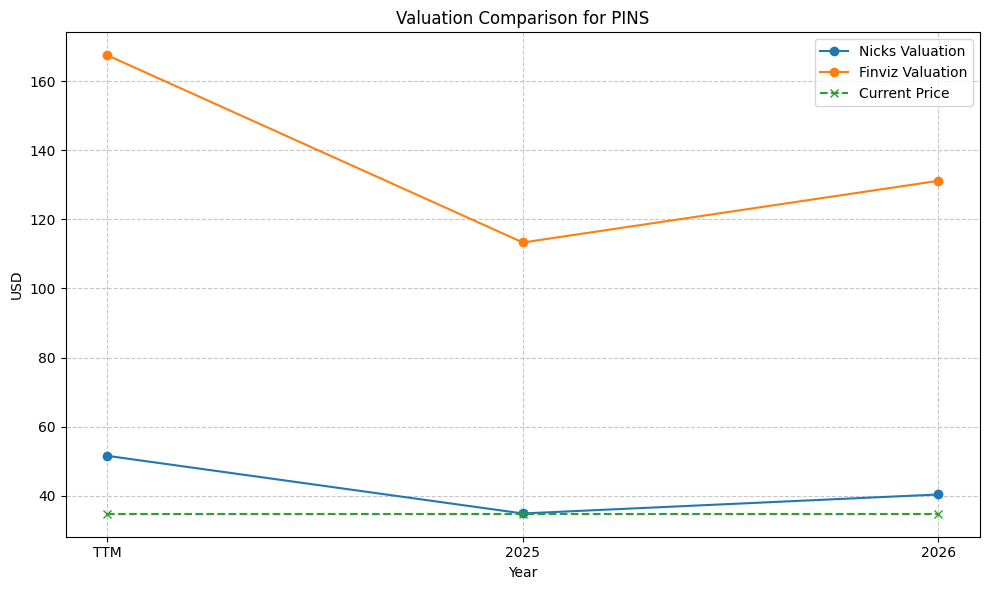 Valuation Comparison for PINS
Nicks Valuation
Finviz Valuation
Current Price
160
140
120
100
80
60
40
USD
TTM
2025
2026
Year